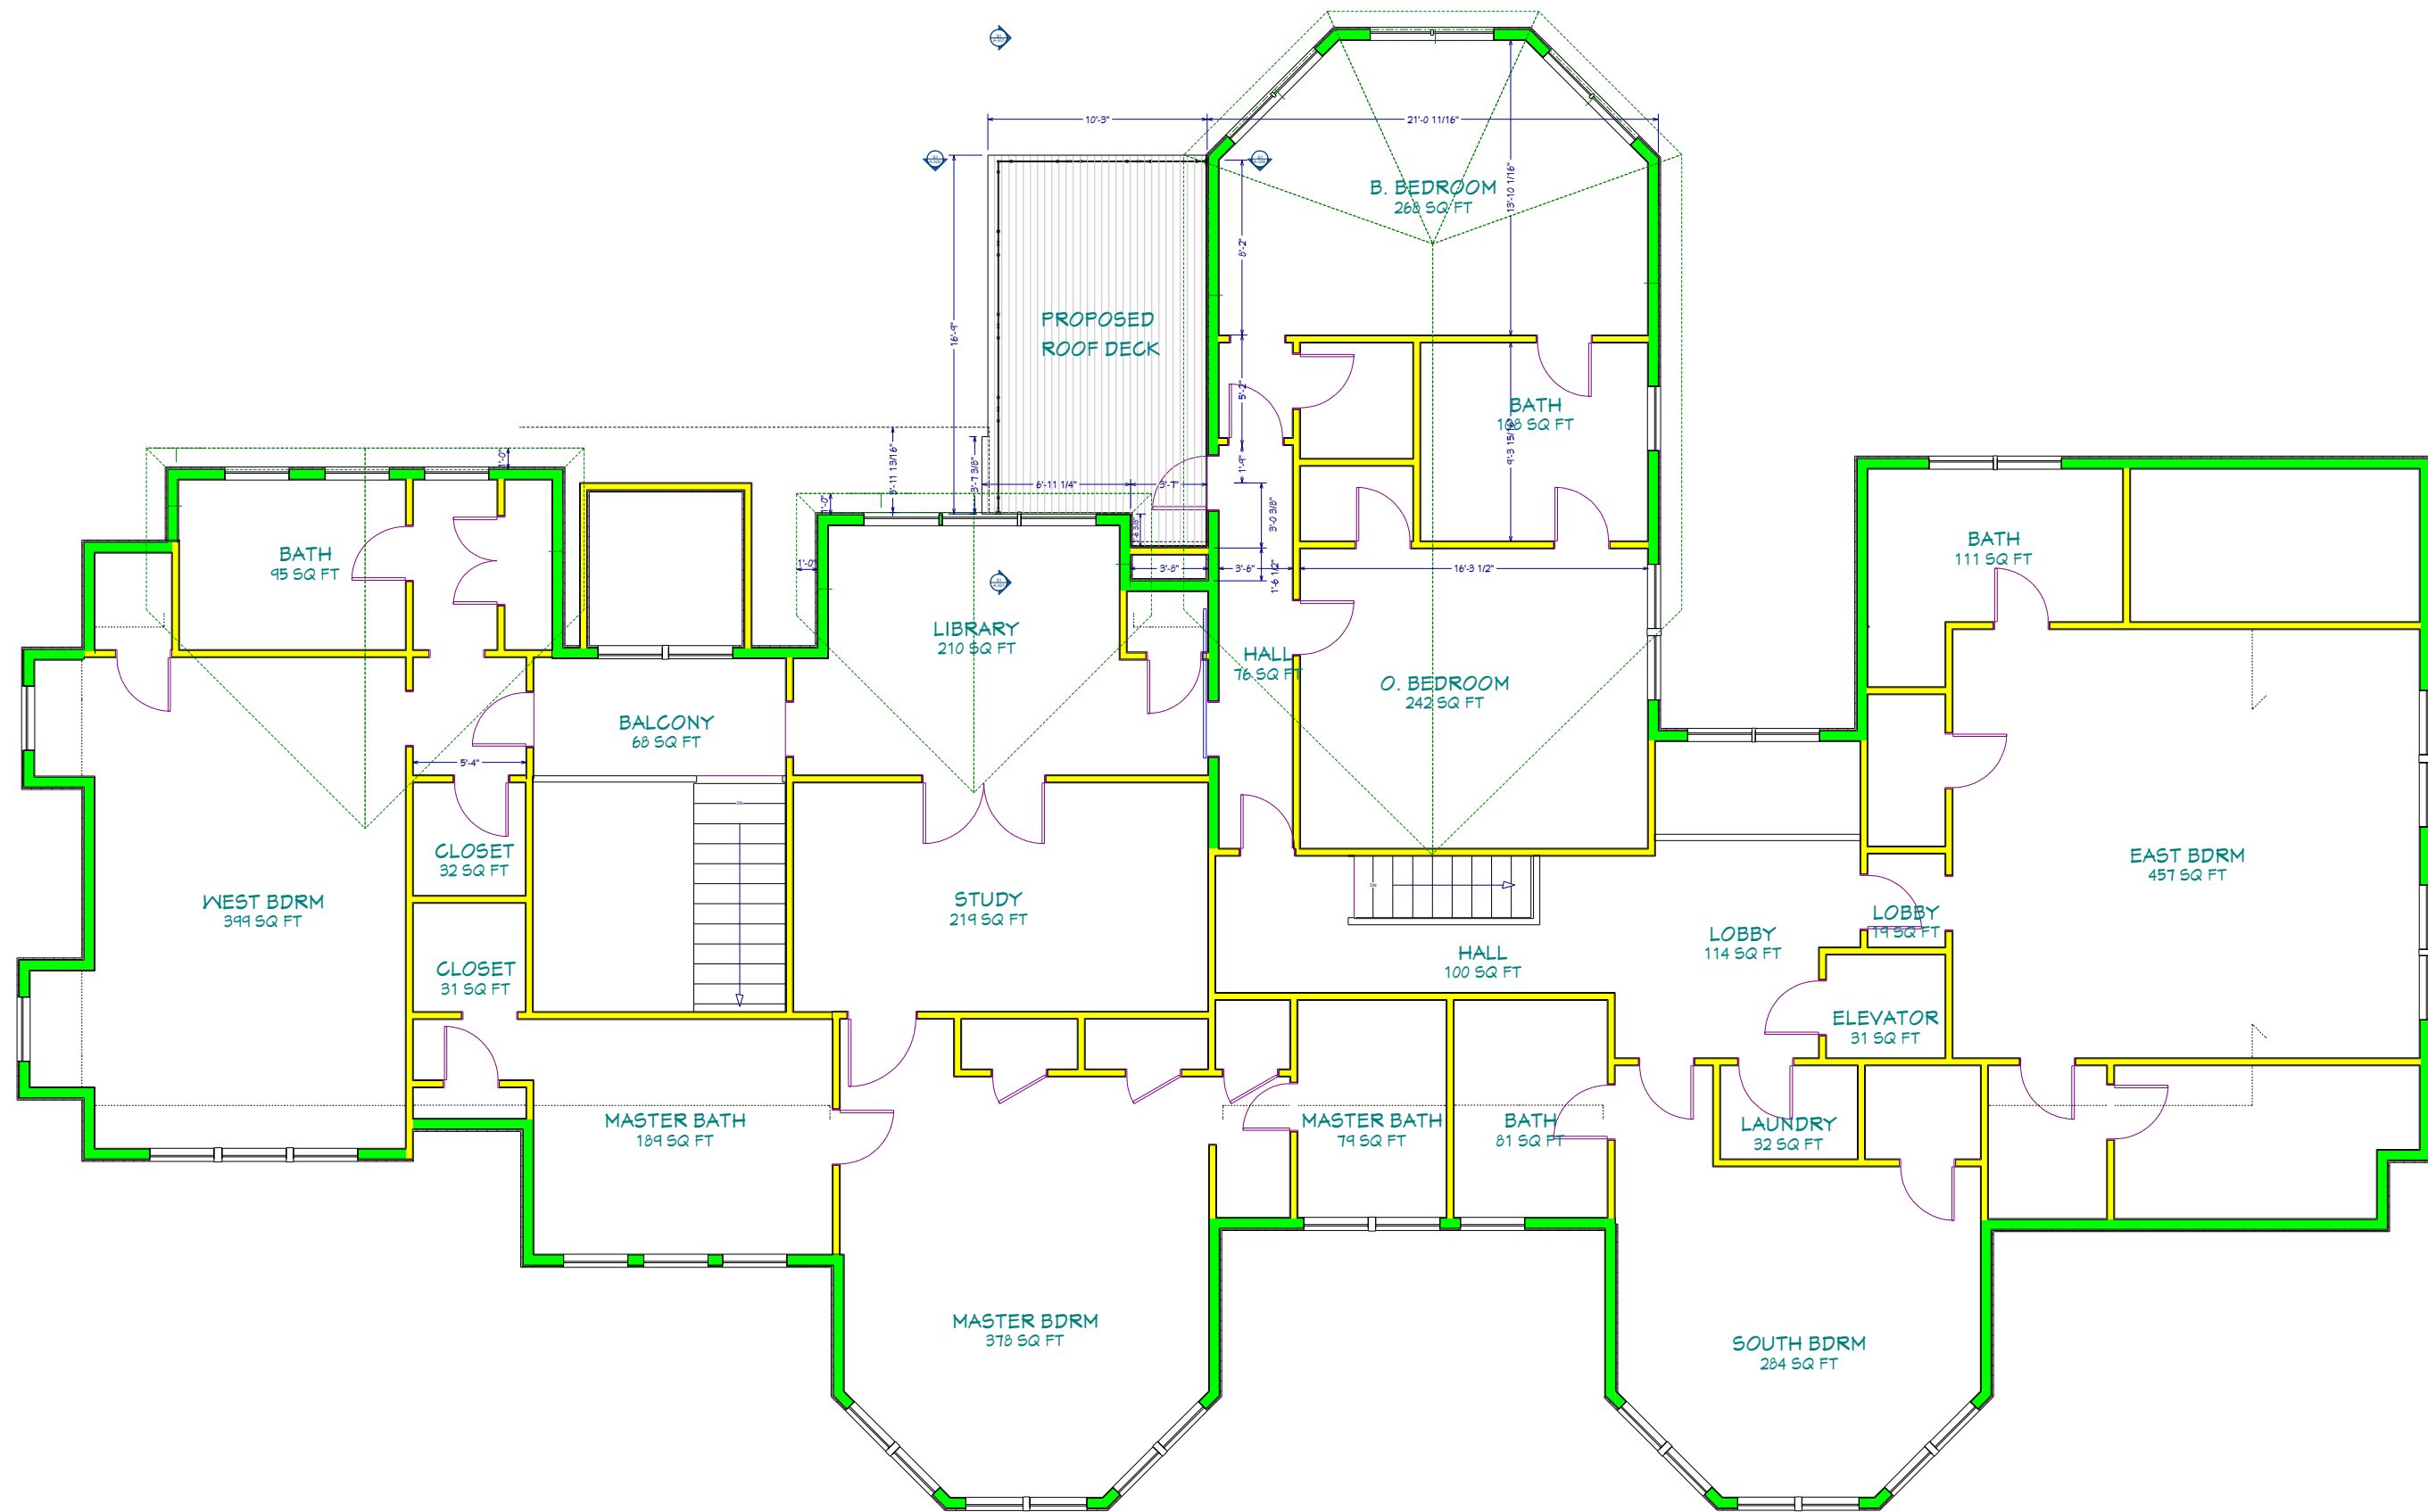 10'-3"
21'-0 11/16"
B. BEDROOM
268 SQ FT
13'-10 1/16"
8'-2"
16'-9"
PROPOSED
ROOF DECK
5'-2"
BATH
108 SQ FT
9'-3 15/16"
1'-9"
1'-0"
3'-11 13/16"
3'-7 3/8"
6'-11 1/4"
3'-7"
1'-0"
3'-0 3/8"
BATH
95 SQ FT
BATH
111 SQ FT
1'-0"
3'-8"
3'-6"
1'-6 1/2"
16'-3 1/2"
LIBRARY
210 SQ FT
HALL
76 SQ FT
O. BEDROOM
242 SQ FT
BALCONY
68 SQ FT
5'-4"
DN
CLOSET
32 SQ FT
EAST BDRM
457 SQ FT
DN
WEST BDRM
399 SQ FT
STUDY
219 SQ FT
LOBBY
19 SQ FT
LOBBY
114 SQ FT
HALL
100 SQ FT
CLOSET
31 SQ FT
ELEVATOR
31 SQ FT
MASTER BATH
189 SQ FT
MASTER BATH
79 SQ FT
BATH
81 SQ FT
LAUNDRY
32 SQ FT
MASTER BDRM
378 SQ FT
SOUTH BDRM
284 SQ FT